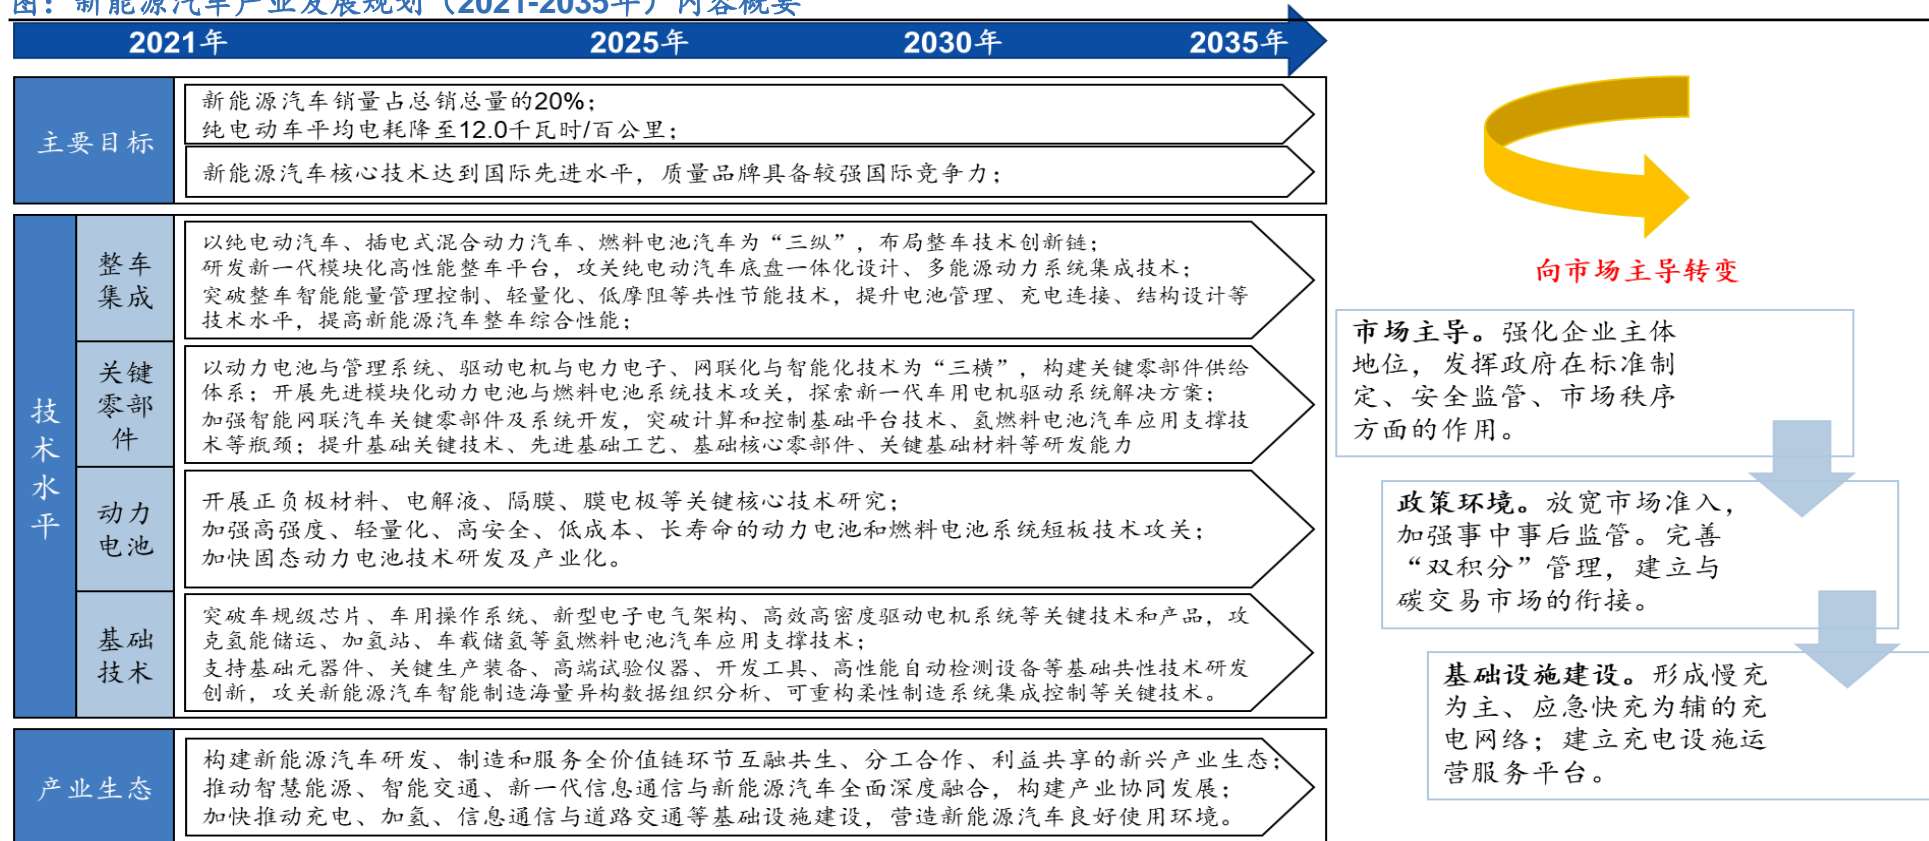 图：新能源汽车产业发展规划（2021-2035年）内容概要
2021年 2025年 2030年 2035年
主要目标
新能源汽车销量占总销总量的20%；
纯电动车平均电耗降至12.0千瓦时/百公里；
新能源汽车核心技术达到国际先进水平，质量品牌具备较强国际竞争力；
技
术
水
平
整车
集成
以纯电动汽车、插电式混合动力汽车、燃料电池汽车为“三纵”，布局整车技术创新链；
研发新一代模块化高性能整车平台，攻关纯电动汽车底盘一体化设计、多能源动力系统集成技术；
突破整车智能能量管理控制、轻量化、低摩阻等共性节能技术，提升电池管理、充电连接、结构设计等
技术水平，提高新能源汽车整车综合性能；
关键
零部
件
以动力电池与管理系统、驱动电机与电力电子、网联化与智能化技术为“三横”，构建关键零部件供给
体系；开展先进模块化动力电池与燃料电池系统技术攻关，探索新一代车用电机驱动系统解决方案；
加强智能网联汽车关键零部件及系统开发，突破计算和控制基础平台技术、氢燃料电池汽车应用支撑技
术等瓶颈；提升基础关键技术、先进基础工艺、基础核心零部件、关键基础材料等研发能力
动力
电池
开展正负极材料、电解液、隔膜、膜电极等关键核心技术研究；
加强高强度、轻量化、高安全、低成本、长寿命的动力电池和燃料电池系统短板技术攻关；
加快固态动力电池技术研发及产业化。
基础
技术
突破车规级芯片、车用操作系统、新型电子电气架构、高效高密度驱动电机系统等关键技术和产品，攻
克氢能储运、加氢站、车载储氢等氢燃料电池汽车应用支撑技术；
支持基础元器件、关键生产装备、高端试验仪器、开发工具、高性能自动检测设备等基础共性技术研发
创新，攻关新能源汽车智能制造海量异构数据组织分析、可重构柔性制造系统集成控制等关键技术。
产业生态
构建新能源汽车研发、制造和服务全价值链环节互融共生、分工合作、利益共享的新兴产业生态；
推动智慧能源、智能交通、新一代信息通信与新能源汽车全面深度融合，构建产业协同发展；
加快推动充电、加氢、信息通信与道路交通等基础设施建设，营造新能源汽车良好使用环境。
向市场主导转变
市场主导。强化企业主体
地位，发挥政府在标准制
定、安全监管、市场秩序
方面的作用。
政策环境。放宽市场准入，
加强事中事后监管。完善
“双积分”管理，建立与
碳交易市场的衔接。
基础设施建设。形成慢充
为主、应急快充为辅的充
电网络；建立充电设施运
营服务平台。